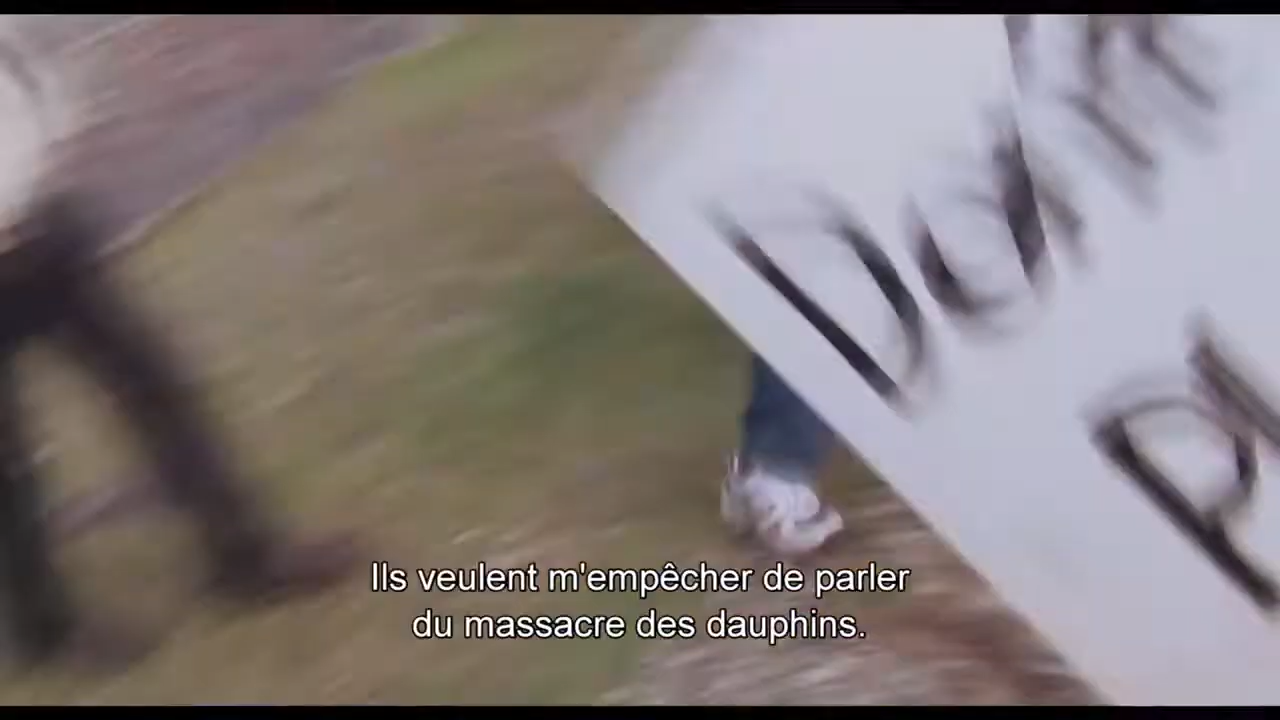 Ils veulent m'empêcher de parler
du massacre des dauphins.